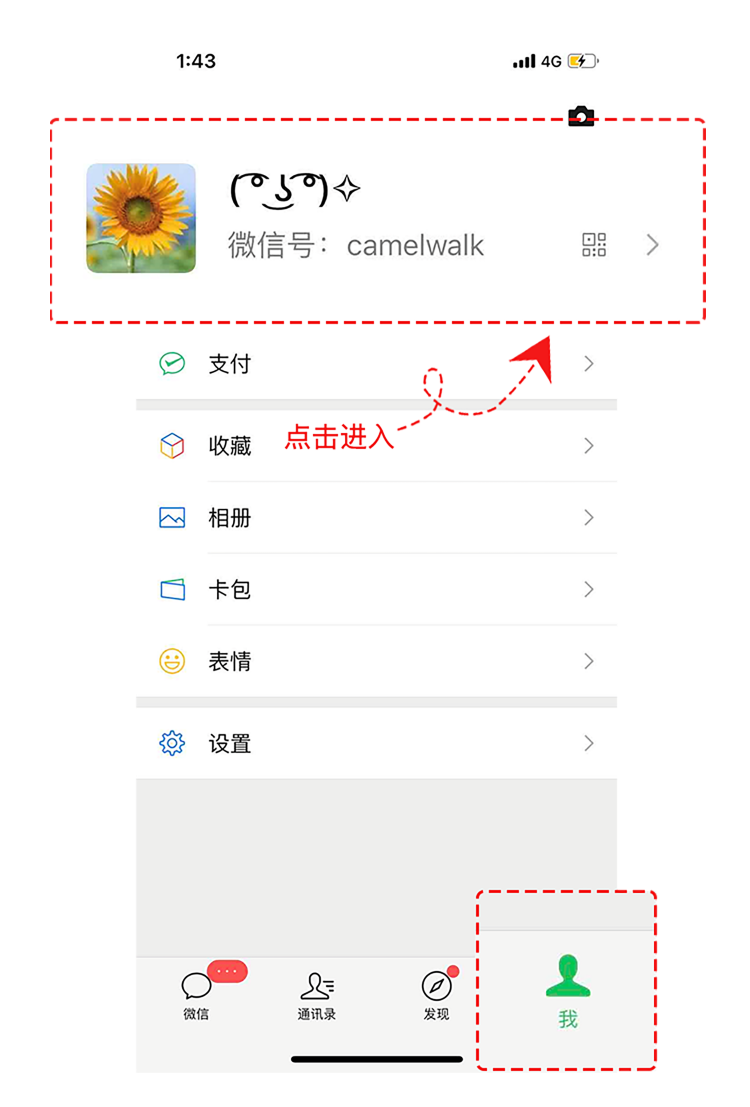 1:43
4G
( ͡° ͜ʖ ͡°)✧
微信号：camelwalk
支付
点击进入
收藏
相册
卡包
表情
设置
微信
通讯录
发现
我